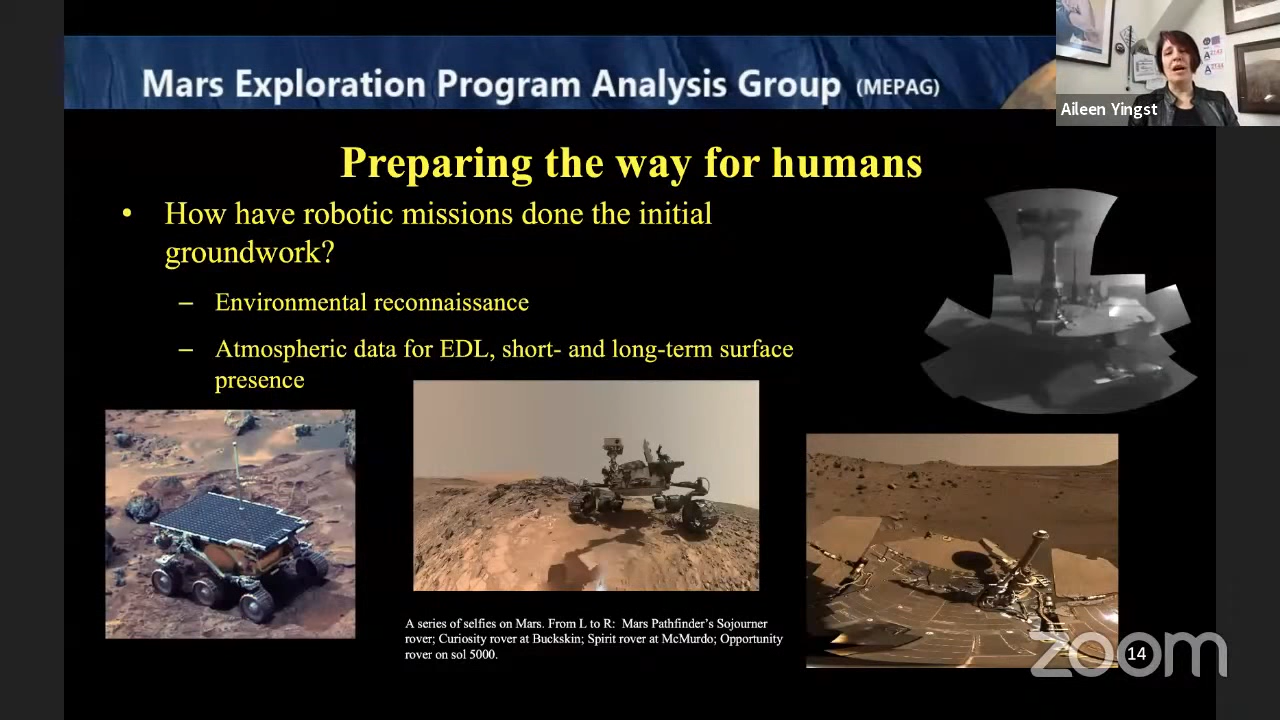 Mars Exploration Program Analysis Group (MEPAG)
Aileen Yingst
Preparing the way for humans
• How have robotic missions done the initial
groundwork?
– Environmental reconnaissance
– Atmospheric data for EDL, short- and long-term surface
presence
A series of selfies on Mars. From L to R: Mars Pathfinder's Sojourner
rover; Curiosity rover at Buckskin; Spirit rover at McMurdo; Opportunity
rover on sol 5000.
zoom
14